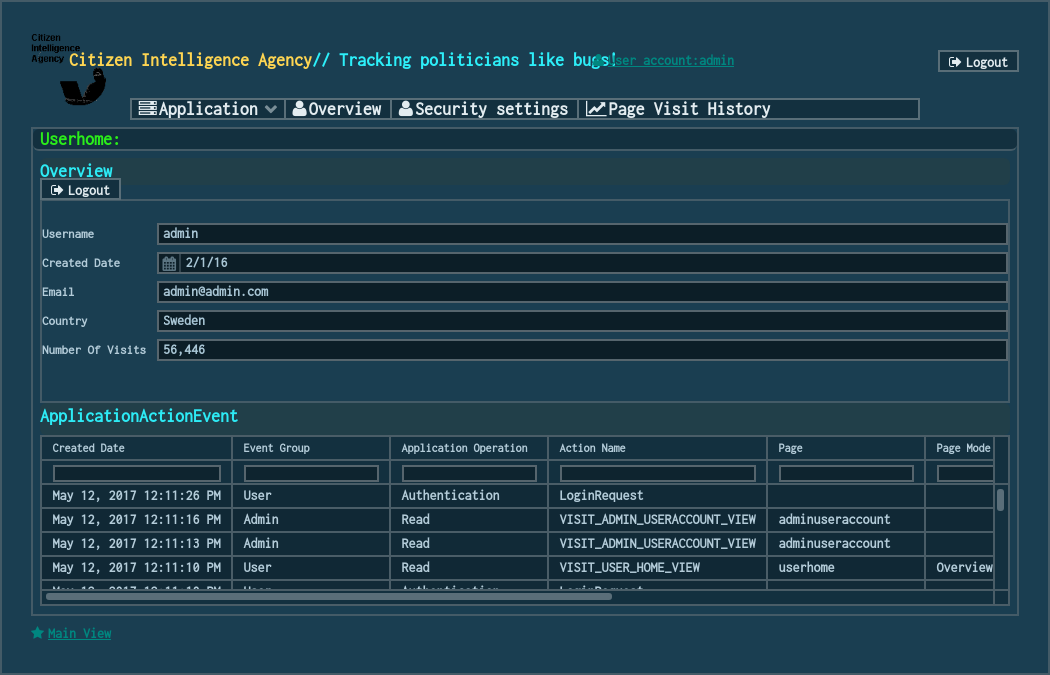 Citizen
Intelligence
Agency
Citizen Intelligence Agency// Tracking politicians like bugs!
User account:admin
Logout
Application Overview Security settings Page Visit History
Userhome:
Overview
Logout
Username admin
Created Date 2/1/16
Email admin@admin.com
Country Sweden
Number Of Visits 56,446
ApplicationActionEvent
Created Date Event Group Application Operation Action Name Page Page Mode
May 12, 2017 12:11:26 PM User Authentication LoginRequest
May 12, 2017 12:11:16 PM Admin Read VISIT_ADMIN_USERACCOUNT_VIEW adminuseraccount
May 12, 2017 12:11:13 PM Admin Read VISIT_ADMIN_USERACCOUNT_VIEW adminuseraccount
May 12, 2017 12:11:10 PM User Read VISIT_USER_HOME_VIEW userhome Overview
Main View